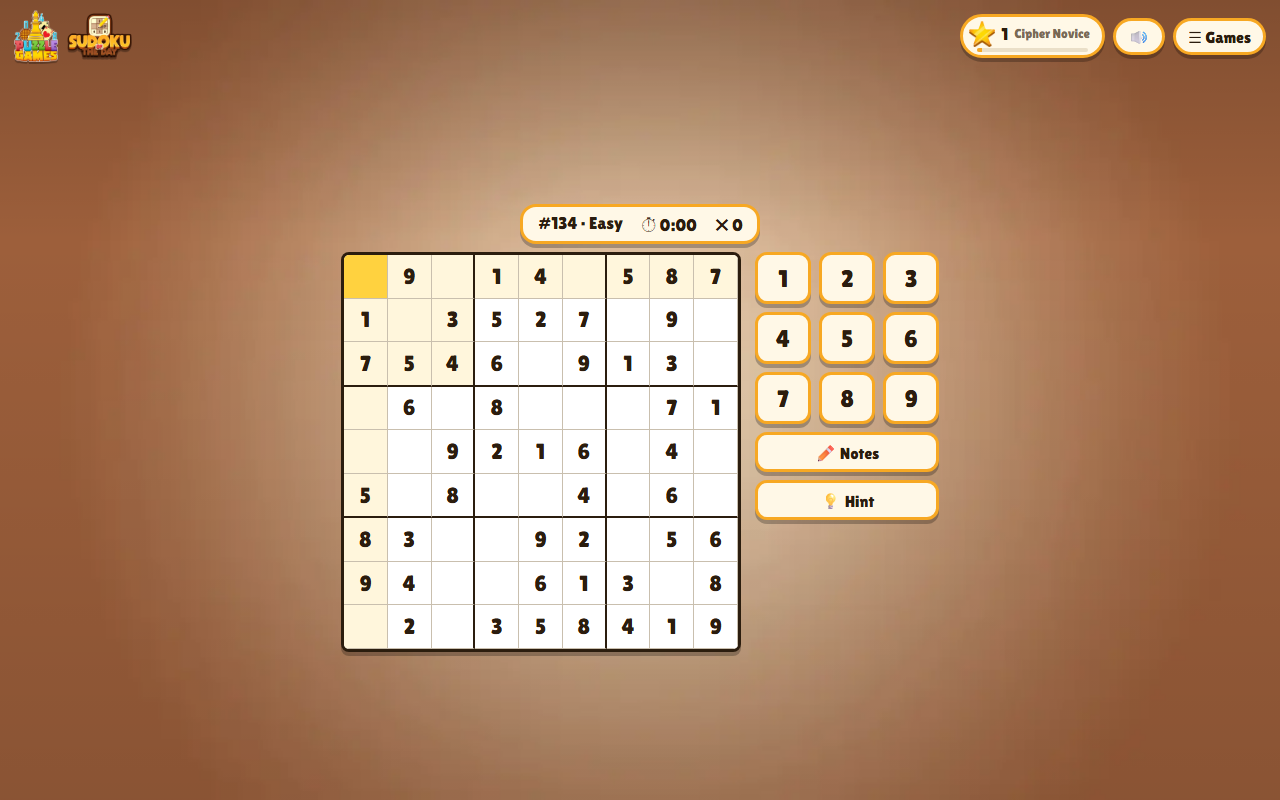 PUZZLE GAMES
SUDOKU
THE DAY
1 Cipher Novice
☰ Games
#134 · Easy 0:00 ✕ 0
9 1 4 5 8 7
1 3 5 2 7 9
7 5 4 6 9 1 3
6 8 7 1
9 2 1 6 4
5 8 4 6
8 3 9 2 5 6
9 4 6 1 3 8
2 3 5 8 4 1 9
1 2 3
4 5 6
7 8 9
Notes
Hint